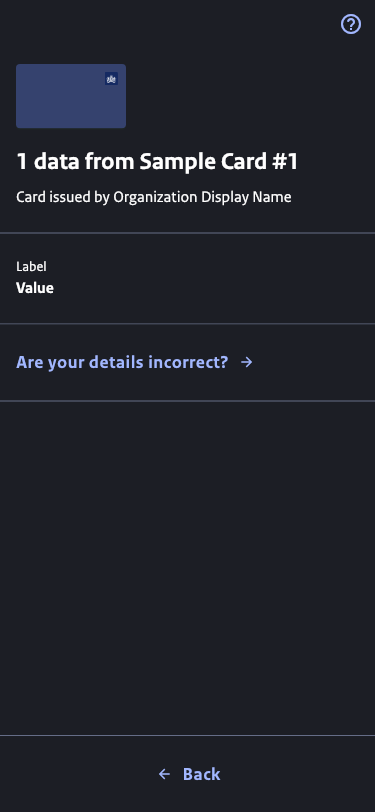 1 data from Sample Card #1
Card issued by Organization Display Name
Label
Value
Are your details incorrect?
Back